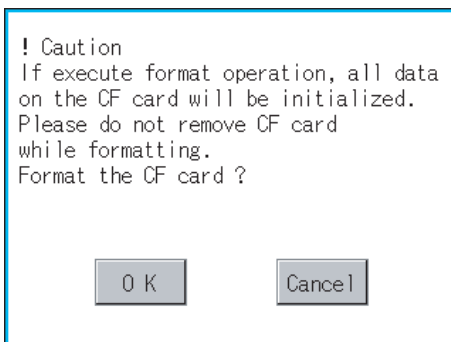 ! Caution
If execute format operation, all data
on the CF card will be initialized.
Please do not remove CF card
while formatting.
Format the CF card ?
O K
Cancel